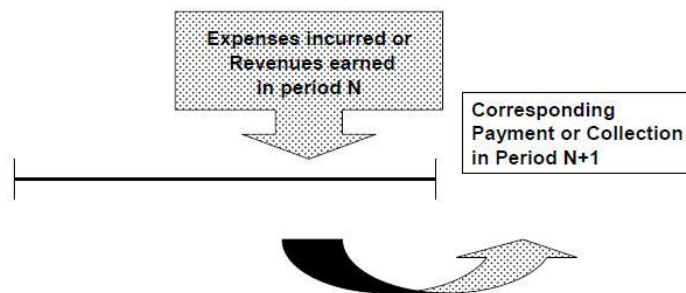 Expenses incurred or
Revenues earned
in period N
Corresponding
Payment or Collection
in Period N+1